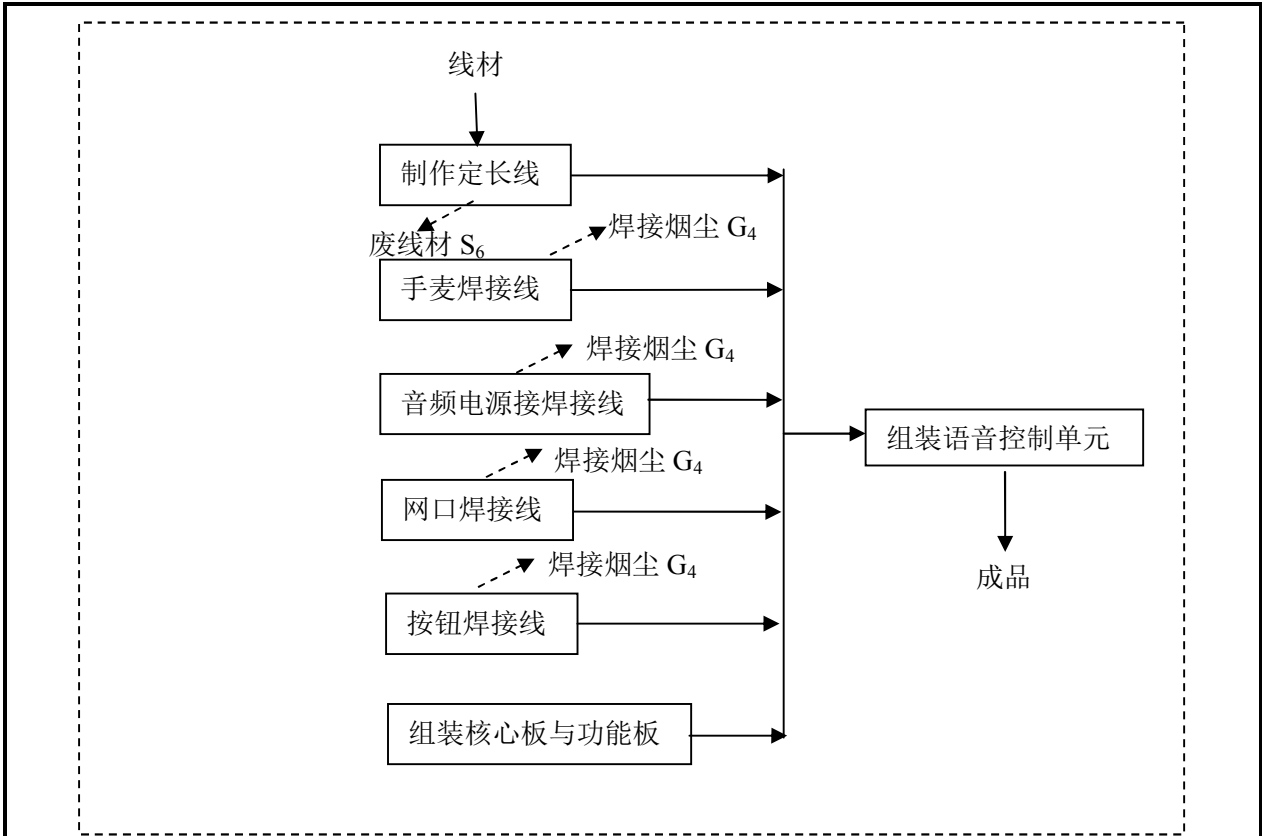 线材
制作定长线
焊接烟尘 G₄
废线材 S₆
手麦焊接线
焊接烟尘 G₄
音频电源接焊接线
组装语音控制单元
焊接烟尘 G₄
网口焊接线
焊接烟尘 G₄
成品
按钮焊接线
组装核心板与功能板